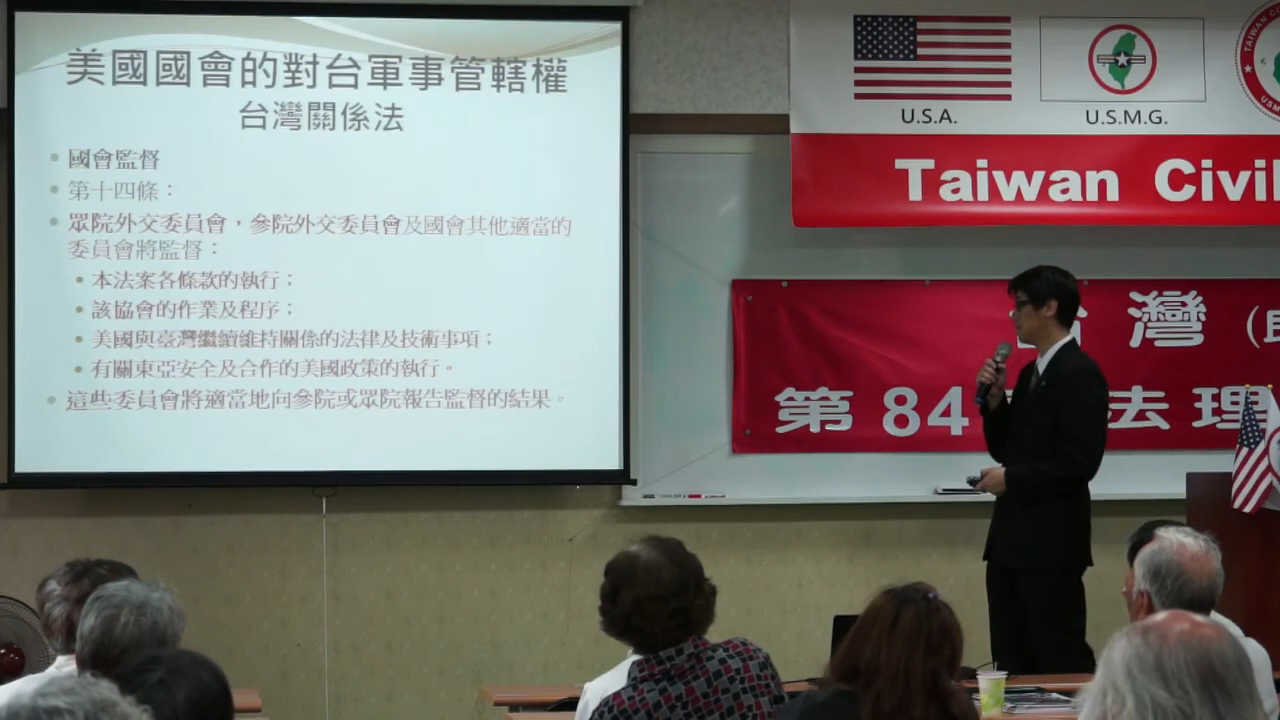 美國國會的對台軍事管轄權
台灣關係法
國會監督
第十四條：
眾院外交委員會，參院外交委員會及國會其他適當的
委員會將監督：
本法案各條款的執行；
該協會的作業及程序；
美國與臺灣繼續維持關係的法律及技術事項；
有關東亞安全及合作的美國政策的執行。
這些委員會將適當地向參院或眾院報告監督的結果。
U.S.A.
U.S.M.G.
Taiwan Civil
灣（
第 84
去 理